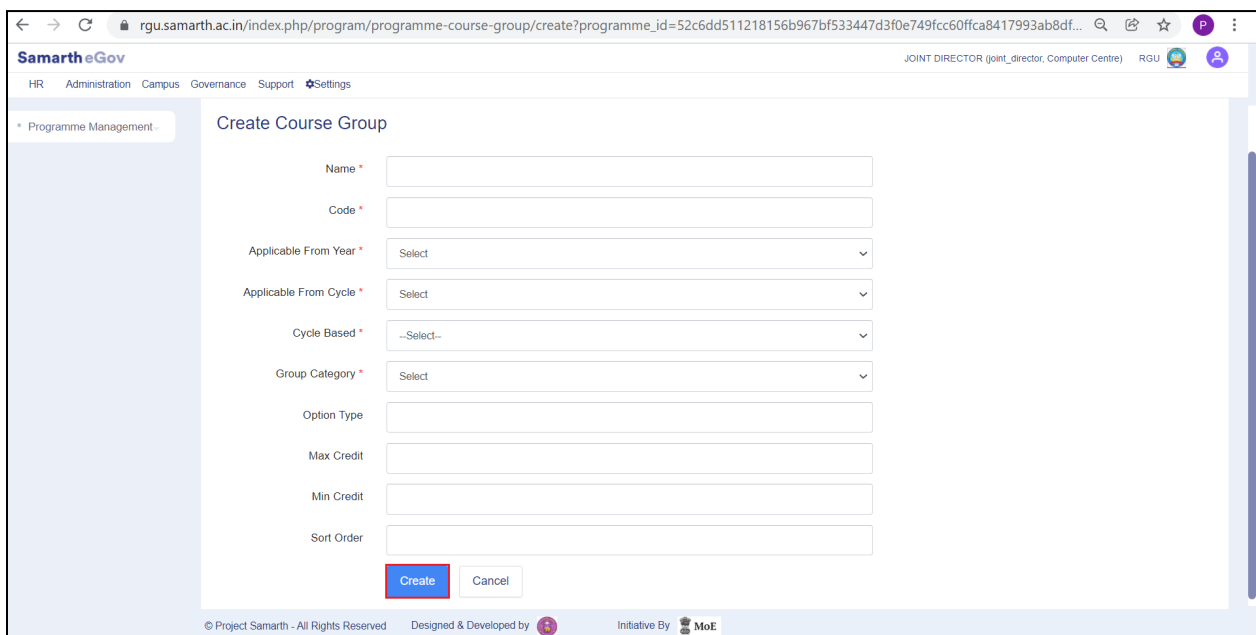 rgu.samarth.ac.in/index.php/program/programme-course-group/create?programme_id=52c6dd511218156b967bf533447d3f0e749fcc60ffca8417993ab8df... P
Samarth eGov JOINT DIRECTOR (joint_director, Computer Centre) RGU
HR Administration Campus Governance Support Settings
Programme Management
Create Course Group
Name *
Code *
Applicable From Year * Select
Applicable From Cycle * Select
Cycle Based * --Select--
Group Category * Select
Option Type
Max Credit
Min Credit
Sort Order
Create Cancel
© Project Samarth - All Rights Reserved Designed & Developed by Initiative By MoE